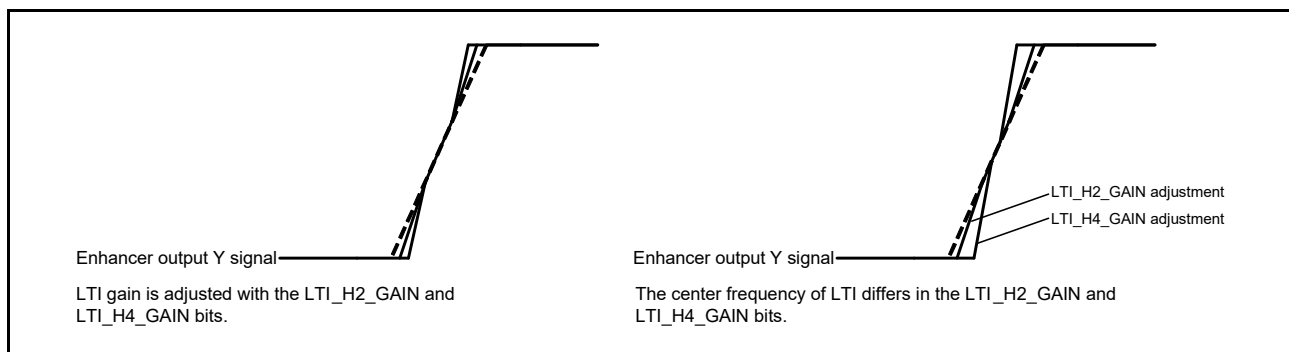 Enhancer output Y signal
LTI gain is adjusted with the LTI_H2_GAIN and
LTI_H4_GAIN bits.
LTI_H2_GAIN adjustment
LTI_H4_GAIN adjustment
Enhancer output Y signal
The center frequency of LTI differs in the LTI_H2_GAIN and
LTI_H4_GAIN bits.